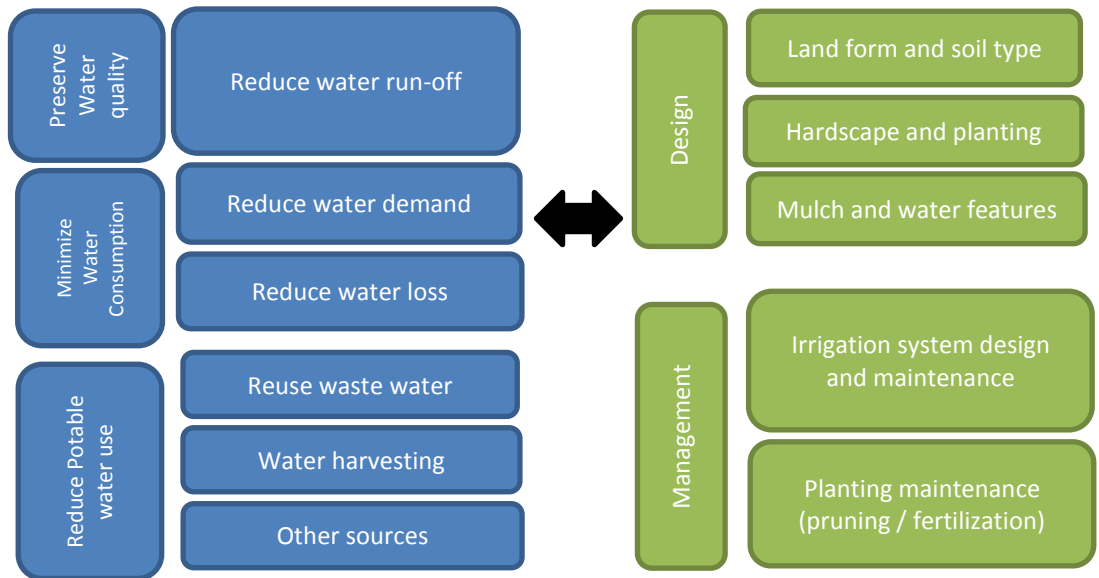 Preserve
Water
quality
Reduce water run-off
Minimize
Water
Consumption
Reduce water demand
Reduce water loss
Reduce Potable
water use
Reuse waste water
Water harvesting
Other sources
Design
Land form and soil type
Hardscape and planting
Mulch and water features
Management
Irrigation system design
and maintenance
Planting maintenance
(pruning / fertilization)